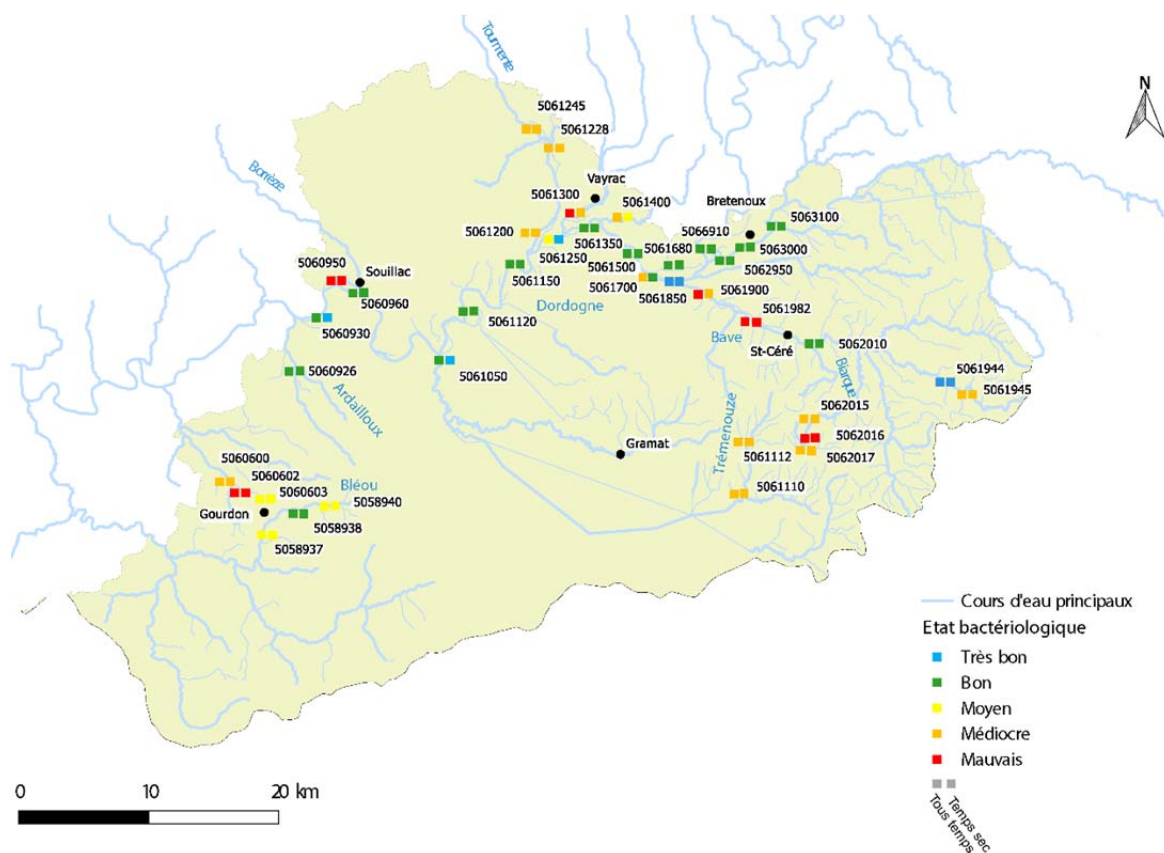 Tourmente
N
5061245
5061228
Borrèze
Vayrac
5061300
5061400
Bretenoux
5063100
5066910
5061200
5061350
5061680
5063000
5061250
5061500
5062950
5060950
Souillac
5061150
5061700
5061900
5060960
Dordogne
5061850
5061982
5060930
5061120
Bave
St-Céré
5062010
5060926
5061050
Biarque
5061944
5061945
Ardailloux
5062015
Gramat
Trémenouze
5062016
5061112
5062017
5060600
5060602
5060603
Bléou
5058940
5061110
Gourdon
5058938
5058937
Cours d'eau principaux
Etat bactériologique
Très bon
Bon
Moyen
Médiocre
Mauvais
Temps sec
Tous temps
0 10 20 km